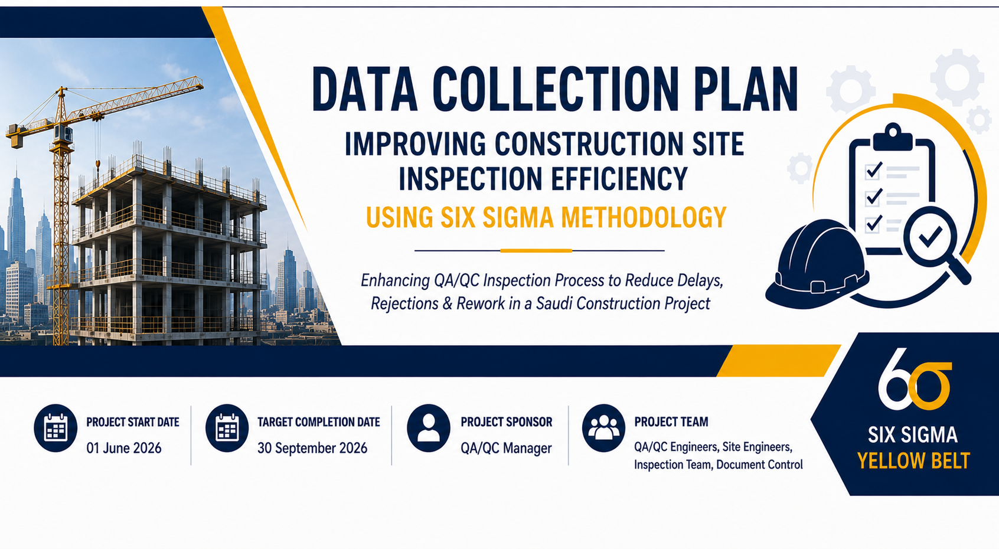 DATA COLLECTION PLAN
IMPROVING CONSTRUCTION SITE
INSPECTION EFFICIENCY
USING SIX SIGMA METHODOLOGY
Enhancing QA/QC Inspection Process to Reduce Delays,
Rejections & Rework in a Saudi Construction Project
PROJECT START DATE
01 June 2026
TARGET COMPLETION DATE
30 September 2026
PROJECT SPONSOR
QA/QC Manager
PROJECT TEAM
QA/QC Engineers, Site Engineers,
Inspection Team, Document Control
6σ
SIX SIGMA
YELLOW BELT